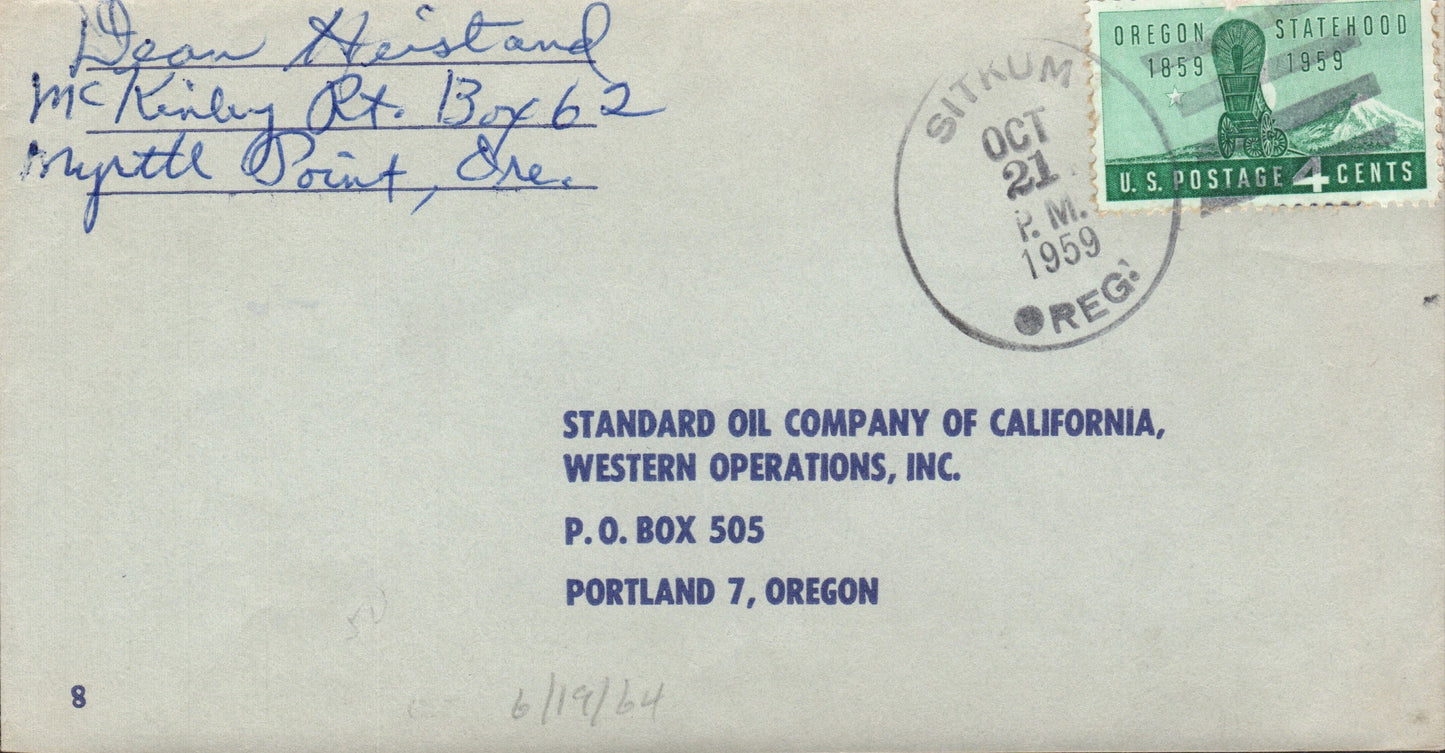 Dean Heistand
McKinley Rt. Box 62
Myrtle Point, Ore.
OREGON STATEHOOD
1859 1959
U.S. POSTAGE 4 CENTS
SITKUM
OCT
21
P.M.
1959
OREG.
STANDARD OIL COMPANY OF CALIFORNIA,
WESTERN OPERATIONS, INC.
P.O. BOX 505
PORTLAND 7, OREGON
8
6/19/64